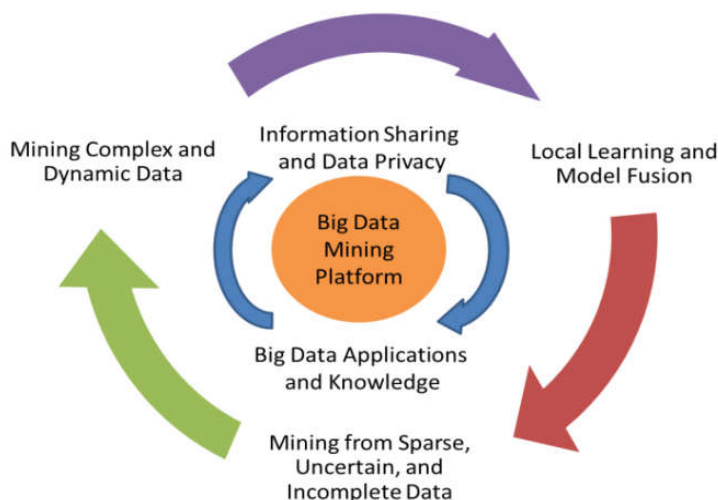 Information Sharing
and Data Privacy
Mining Complex and
Dynamic Data
Local Learning and
Model Fusion
Big Data
Mining
Platform
Big Data Applications
and Knowledge
Mining from Sparse,
Uncertain, and
Incomplete Data